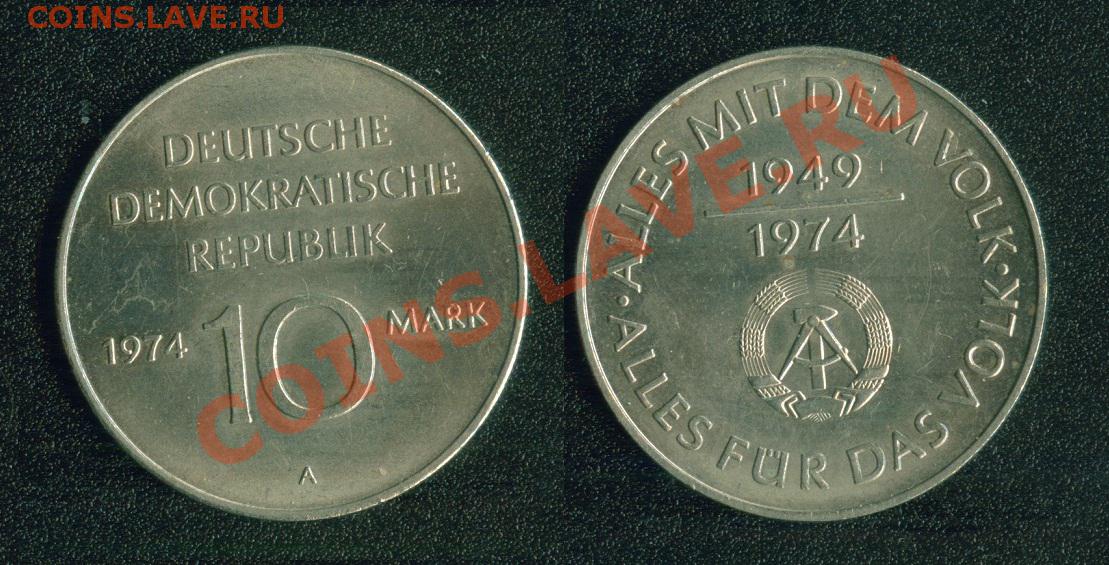 COINS.LAVE.RU
DEUTSCHE
DEMOKRATISCHE
REPUBLIK
1974 10 MARK
A
ALLES MIT DEM VOLK · ALLES FÜR DAS VOLK ·
1949
1974
COINS.LAVE.RU